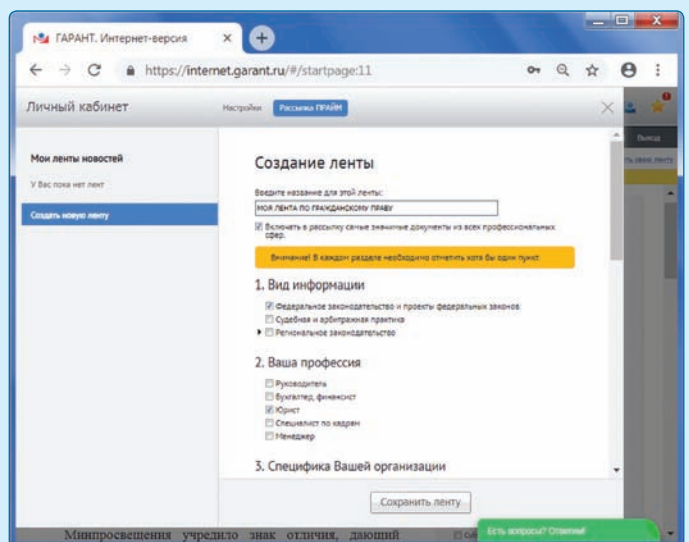 ГАРАНТ. Интернет-версия
https://internet.garant.ru/#/startpage:11
Личный кабинет
Настройки
Рассылка ПРАЙМ
Выход
ть свою ленту
Мои ленты новостей
У Вас пока нет лент
Создать новую ленту
Создание ленты
Введите название для этой ленты:
МОЯ ЛЕНТА ПО ГРАЖДАНСКОМУ ПРАВУ
Включать в рассылку самые значимые документы из всех профессиональных
сфер.
Внимание! В каждом разделе необходимо отметить хотя бы один пункт
1. Вид информации
Федеральное законодательство и проекты федеральных законов
Судебная и арбитражная практика
Региональное законодательство
2. Ваша профессия
Руководитель
Бухгалтер, финансист
Юрист
Специалист по кадрам
Менеджер
3. Специфика Вашей организации
Сохранить ленту
Минпросвещения учредило знак отличия, дающий
Есть вопросы? Ответим!